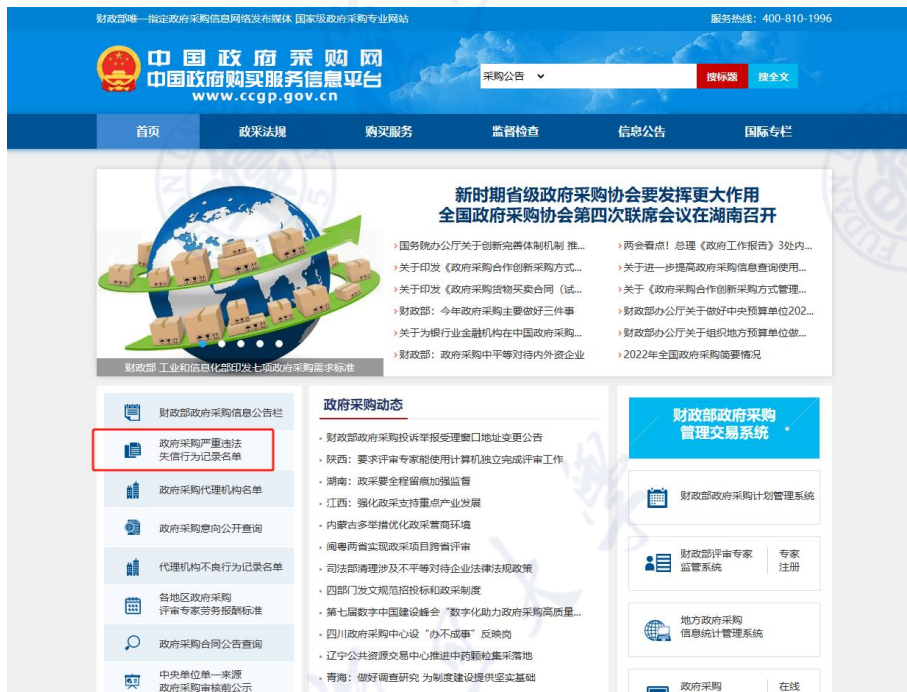 财政部唯一指定政府采购信息网络发布媒体 国家级政府采购专业网站
服务热线：400-810-1996
中国政府采购网
中国政府购买服务信息平台
www.ccgp.gov.cn
采购公告
搜标题
搜全文
首页
政采法规
购买服务
监督检查
信息公告
国际专栏
新时期省级政府采购协会要发挥更大作用
全国政府采购协会第四次联席会议在湖南召开
国务院办公厅关于创新完善体制机制 推...
两会看点！总理《政府工作报告》3处内...
关于印发《政府采购合作创新采购方式...
关于进一步提高政府采购信息查询使用...
关于印发《政府采购货物买卖合同（试...
关于《政府采购合作创新采购方式管理...
财政部：今年政府采购主要做好三件事
财政部办公厅关于做好中央预算单位202...
关于为银行业金融机构在中国政府采购...
财政部办公厅关于组织地方预算单位做...
财政部：政府采购中平等对待内外资企业
2022年全国政府采购简要情况
财政部 工业和信息化部印发七项政府采购需求标准
财政部政府采购信息公告栏
政府采购严重违法
失信行为记录名单
政府采购代理机构名单
政府采购意向公开查询
代理机构不良行为记录名单
各地区政府采购
评审专家劳务报酬标准
政府采购合同公告查询
中央单位单一来源
政府采购审核前公示
政府采购动态
财政部政府采购投诉举报受理窗口地址变更公告
陕西：要求评审专家能使用计算机独立完成评审工作
湖南：政采要全程留痕加强监督
江西：强化政采支持重点产业发展
内蒙古多举措优化政采营商环境
闽粤两省实现政采项目跨省评审
司法部清理涉及不平等对待企业法律法规政策
四部门发文规范招投标和政采制度
第七届数字中国建设峰会“数字化助力政府采购高质量...
四川政府采购中心设“办不成事”反映岗
辽宁公共资源交易中心推进中药颗粒集采落地
青海：做好调查研究 为制度建设提供坚实基础
财政部政府采购
管理交易系统
财政部政府采购计划管理系统
财政部评审专家
监管系统
专家
注册
地方政府采购
信息统计管理系统
政府采购
在线